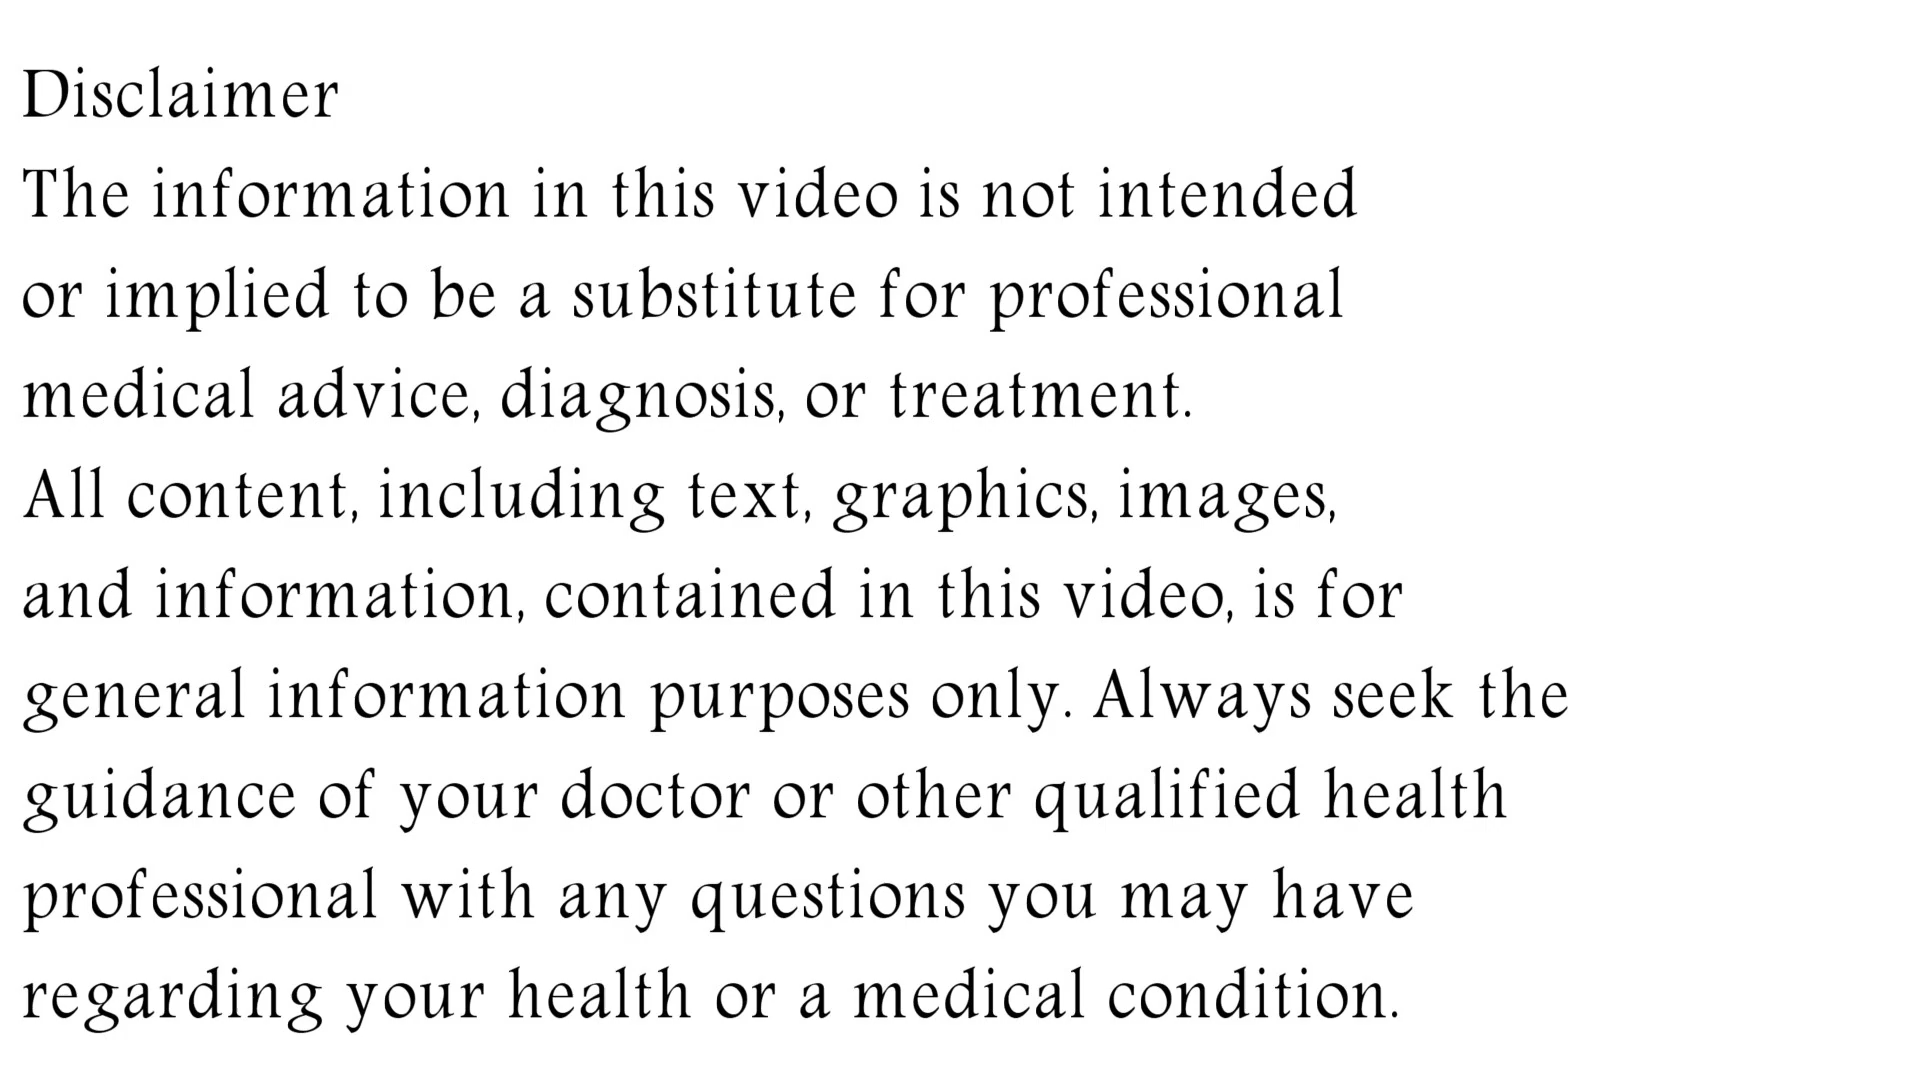 Disclaimer
The information in this video is not intended
or implied to be a substitute for professional
medical advice, diagnosis, or treatment.
All content, including text, graphics, images,
and information, contained in this video, is for
general information purposes only. Always seek the
guidance of your doctor or other qualified health
professional with any questions you may have
regarding your health or a medical condition.